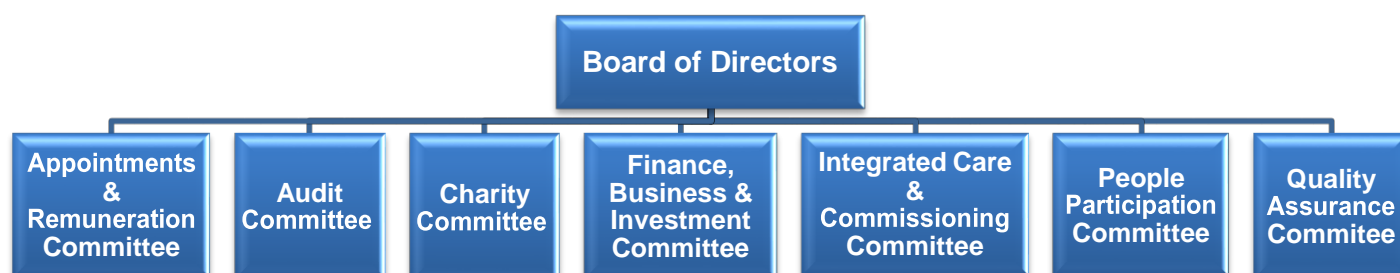 Board of Directors
Appointments
&
Remuneration
Committee
Audit
Committee
Charity
Committee
Finance,
Business &
Investment
Committee
Integrated Care
&
Commissioning
Committee
People
Participation
Committee
Quality
Assurance
Commitee